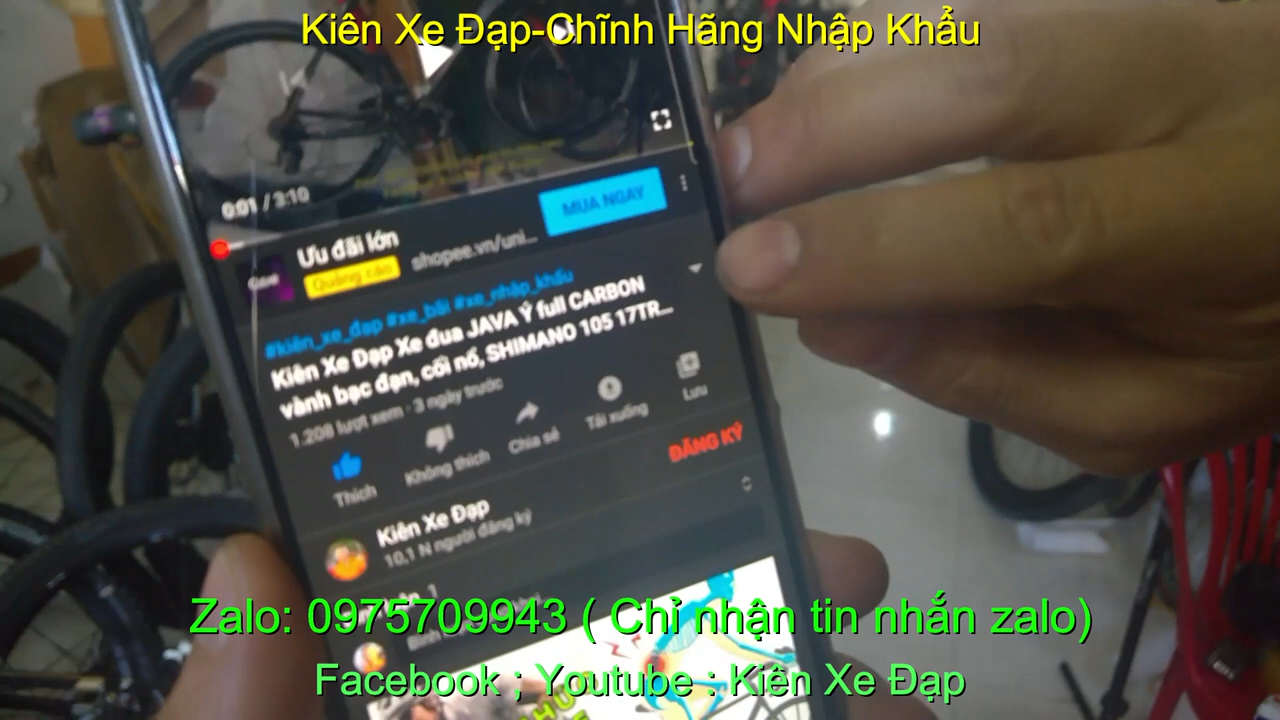 Kiên Xe Đạp-Chĩnh Hãng Nhập Khẩu
0:01 / 3:10
MUA NGAY
Ưu đãi lớn
Quảng cáo shopee.vn/uni...
#kiên_xe_đạp #xe_bãi #xe_nhập_khẩu
Kiên Xe Đạp Xe đua JAVA Ý full CARBON
vành bạc đạn, cối nổ, SHIMANO 105 17TR...
1.208 lượt xem · 3 ngày trước
Thích
Không thích
Chia sẻ
Tải xuống
Lưu
Kiên Xe Đạp
10,1 N người đăng ký
ĐĂNG KÝ
Zalo: 0975709943 ( Chỉ nhận tin nhắn zalo)
Facebook ; Youtube : Kiên Xe Đạp